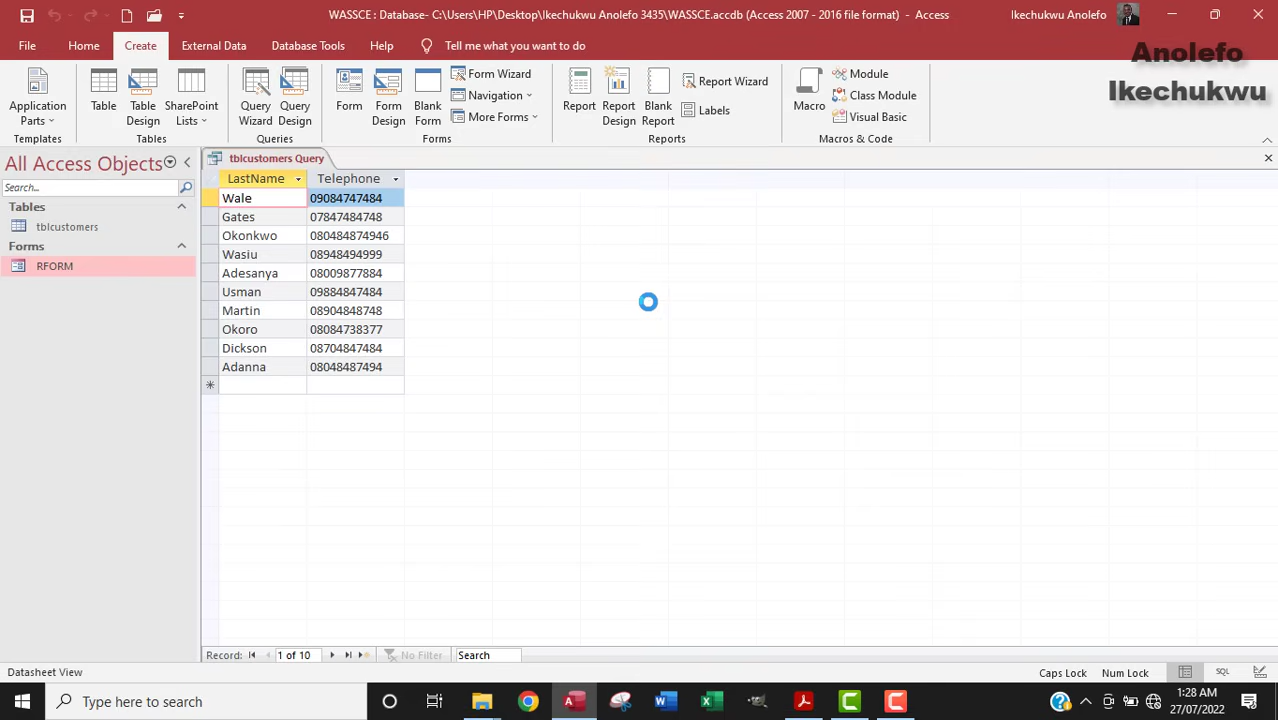 WASSCE : Database- C:\Users\HP\Desktop\Ikechukwu Anolefo 3435\WASSCE.accdb (Access 2007 - 2016 file format) - Access
Ikechukwu Anolefo
File Home Create External Data Database Tools Help Tell me what you want to do
Anolefo
Ikechukwu
Application Parts
Table
Table Design
SharePoint Lists
Query Wizard
Query Design
Form
Form Design
Blank Form
Form Wizard
Navigation
More Forms
Report
Report Design
Blank Report
Report Wizard
Labels
Macro
Module
Class Module
Visual Basic
Templates Tables Queries Forms Reports Macros & Code
All Access Objects
Search...
Tables
tblcustomers
Forms
RFORM
tblcustomers Query
LastName Telephone
Wale 09084747484
Gates 07847484748
Okonkwo 080484874946
Wasiu 08948494999
Adesanya 08009877884
Usman 09884847484
Martin 08904848748
Okoro 08084738377
Dickson 08704847484
Adanna 08048487494
Record: 1 of 10 No Filter Search
Datasheet View Caps Lock Num Lock SQL
Type here to search
1:28 AM
27/07/2022